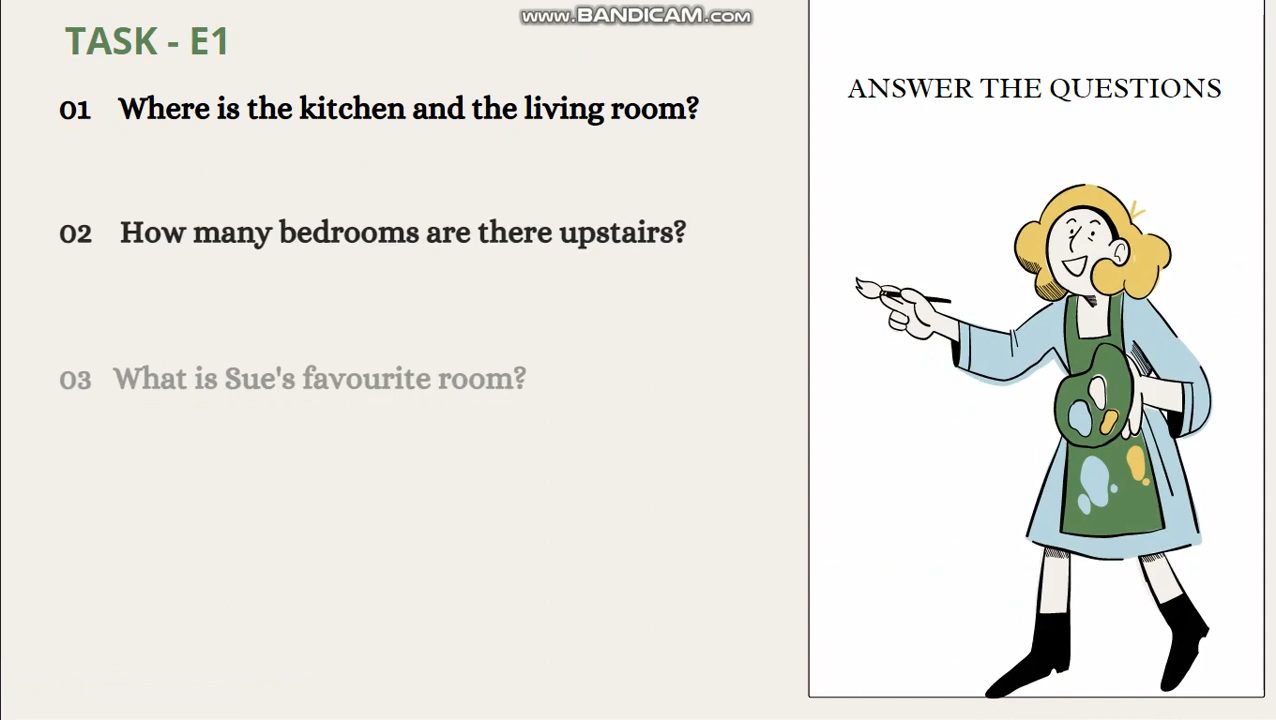 www.BANDICAM.com
TASK - E1
01 Where is the kitchen and the living room?
02 How many bedrooms are there upstairs?
03 What is Sue's favourite room?
ANSWER THE QUESTIONS